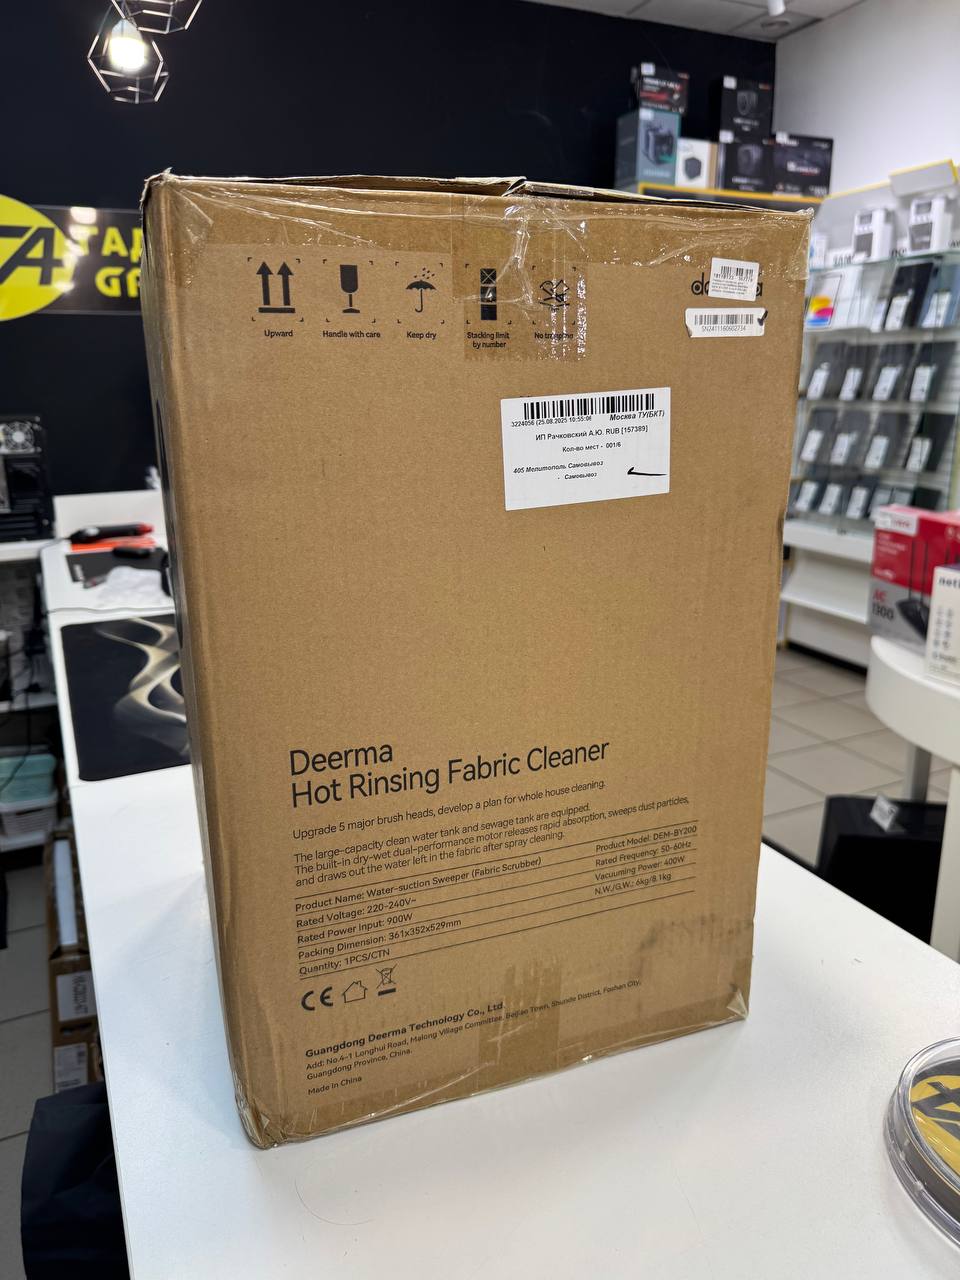 Upward
Handle with care
Keep dry
Stacking limit
by number
SN2411160602734
3224056 (25.08.2025 10:55:06
Москва ТУ(БКТ)
ИП Рачковский А.Ю. RUB [157389]
Кол-во мест - 001/6
405 Мелитополь Самовывоз
- Самовывоз
Deerma
Hot Rinsing Fabric Cleaner
Upgrade 5 major brush heads, develop a plan for whole house cleaning.
The large-capacity clean water tank and sewage tank are equipped.
The built-in dry-wet dual-performance motor releases rapid absorption, sweeps dust particles,
and draws out the water left in the fabric after spray cleaning.
Product Name: Water-suction Sweeper (Fabric Scrubber) Product Model: DEM-BY200
Rated Voltage: 220-240V~ Rated Frequency: 50-60Hz
Rated Power Input: 900W Vacuuming Power: 400W
Packing Dimension: 361x352x529mm N.W./G.W.: 6kg/8.1kg
Quantity: 1PCS/CTN
CE
Guangdong Deerma Technology Co., Ltd.
Add: No.4-1 Longhui Road, Malong Village Committee, Beijiao Town, Shunde District, Foshan City,
Guangdong Province, China.
Made in China
AC
1300